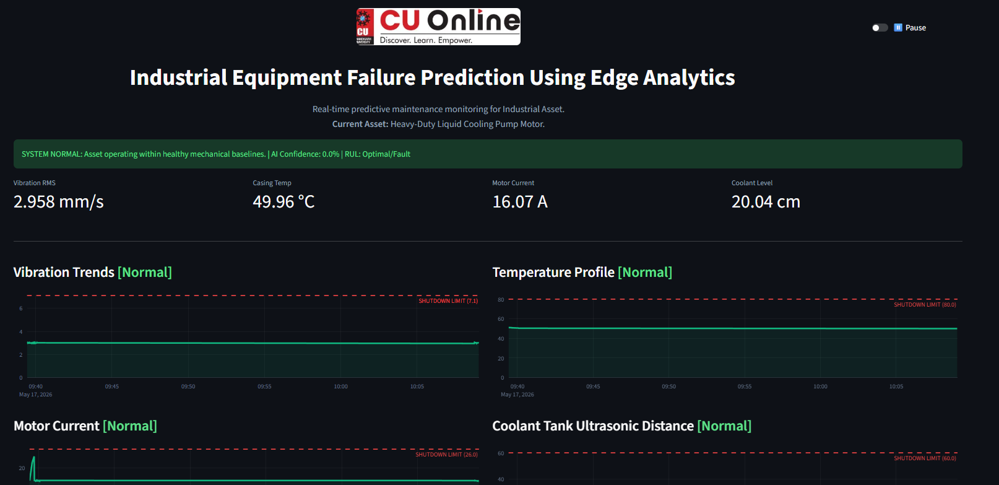 CU Online
CU
CHANDIGARH
UNIVERSITY
Discover. Learn. Empower.
Pause
Industrial Equipment Failure Prediction Using Edge Analytics
Real-time predictive maintenance monitoring for Industrial Asset.
Current Asset: Heavy-Duty Liquid Cooling Pump Motor.
SYSTEM NORMAL: Asset operating within healthy mechanical baselines. | AI Confidence: 0.0% | RUL: Optimal/Fault
Vibration RMS
2.958 mm/s
Casing Temp
49.96 °C
Motor Current
16.07 A
Coolant Level
20.04 cm
Vibration Trends [Normal]
SHUTDOWN LIMIT (7.1)
6
4
2
0
09:40 09:45 09:50 09:55 10:00 10:05
May 17, 2026
Temperature Profile [Normal]
80
SHUTDOWN LIMIT (80.0)
60
40
20
0
09:40 09:45 09:50 09:55 10:00 10:05
May 17, 2026
Motor Current [Normal]
SHUTDOWN LIMIT (26.0)
20
Coolant Tank Ultrasonic Distance [Normal]
60
SHUTDOWN LIMIT (60.0)
40